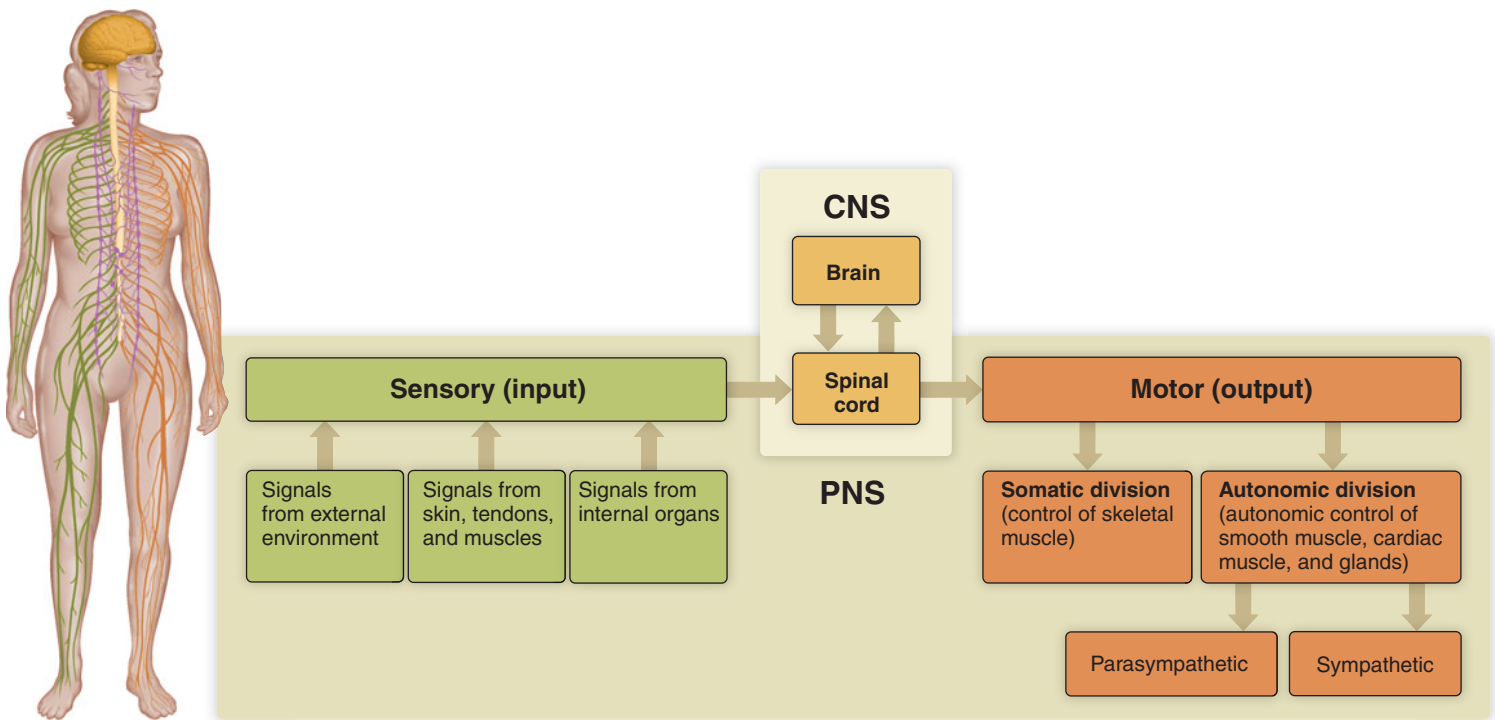 CNS
Brain
Spinal
cord
Sensory (input)
Motor (output)
Signals
from external
environment
Signals from
skin, tendons,
and muscles
Signals from
internal organs
PNS
Somatic division
(control of skeletal
muscle)
Autonomic division
(autonomic control of
smooth muscle, cardiac
muscle, and glands)
Parasympathetic
Sympathetic